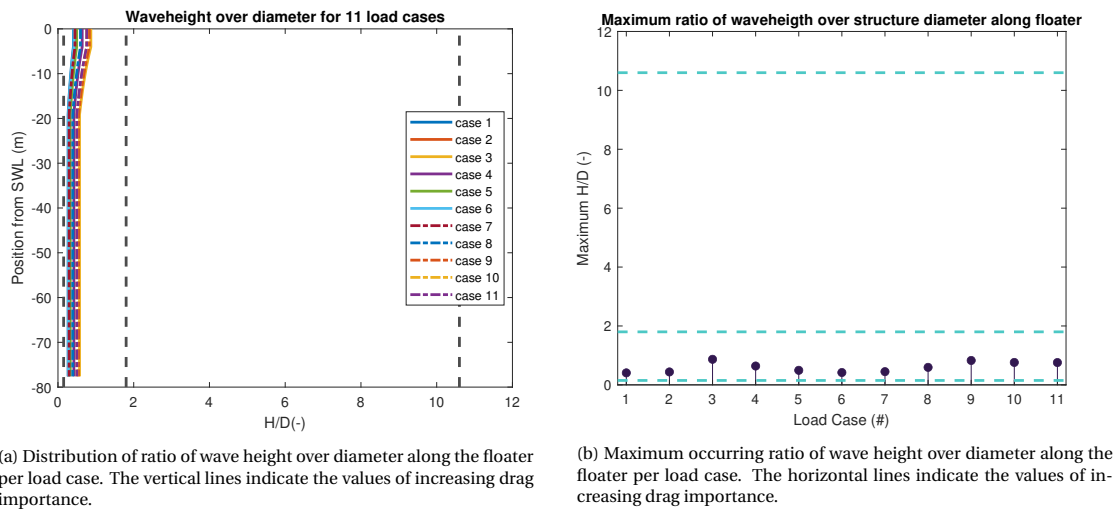 Waveheight over diameter for 11 load cases
0
-10
-20
-30
-40
-50
-60
-70
-80
Position from SWL (m)
case 1
case 2
case 3
case 4
case 5
case 6
case 7
case 8
case 9
case 10
case 11
0 2 4 6 8 10 12
H/D(-)
(a) Distribution of ratio of wave height over diameter along the floater
per load case. The vertical lines indicate the values of increasing drag
importance.
Maximum ratio of waveheigth over structure diameter along floater
12
10
8
6
4
2
0
Maximum H/D (-)
1 2 3 4 5 6 7 8 9 10 11
Load Case (#)
(b) Maximum occurring ratio of wave height over diameter along the
floater per load case. The horizontal lines indicate the values of in-
creasing drag importance.